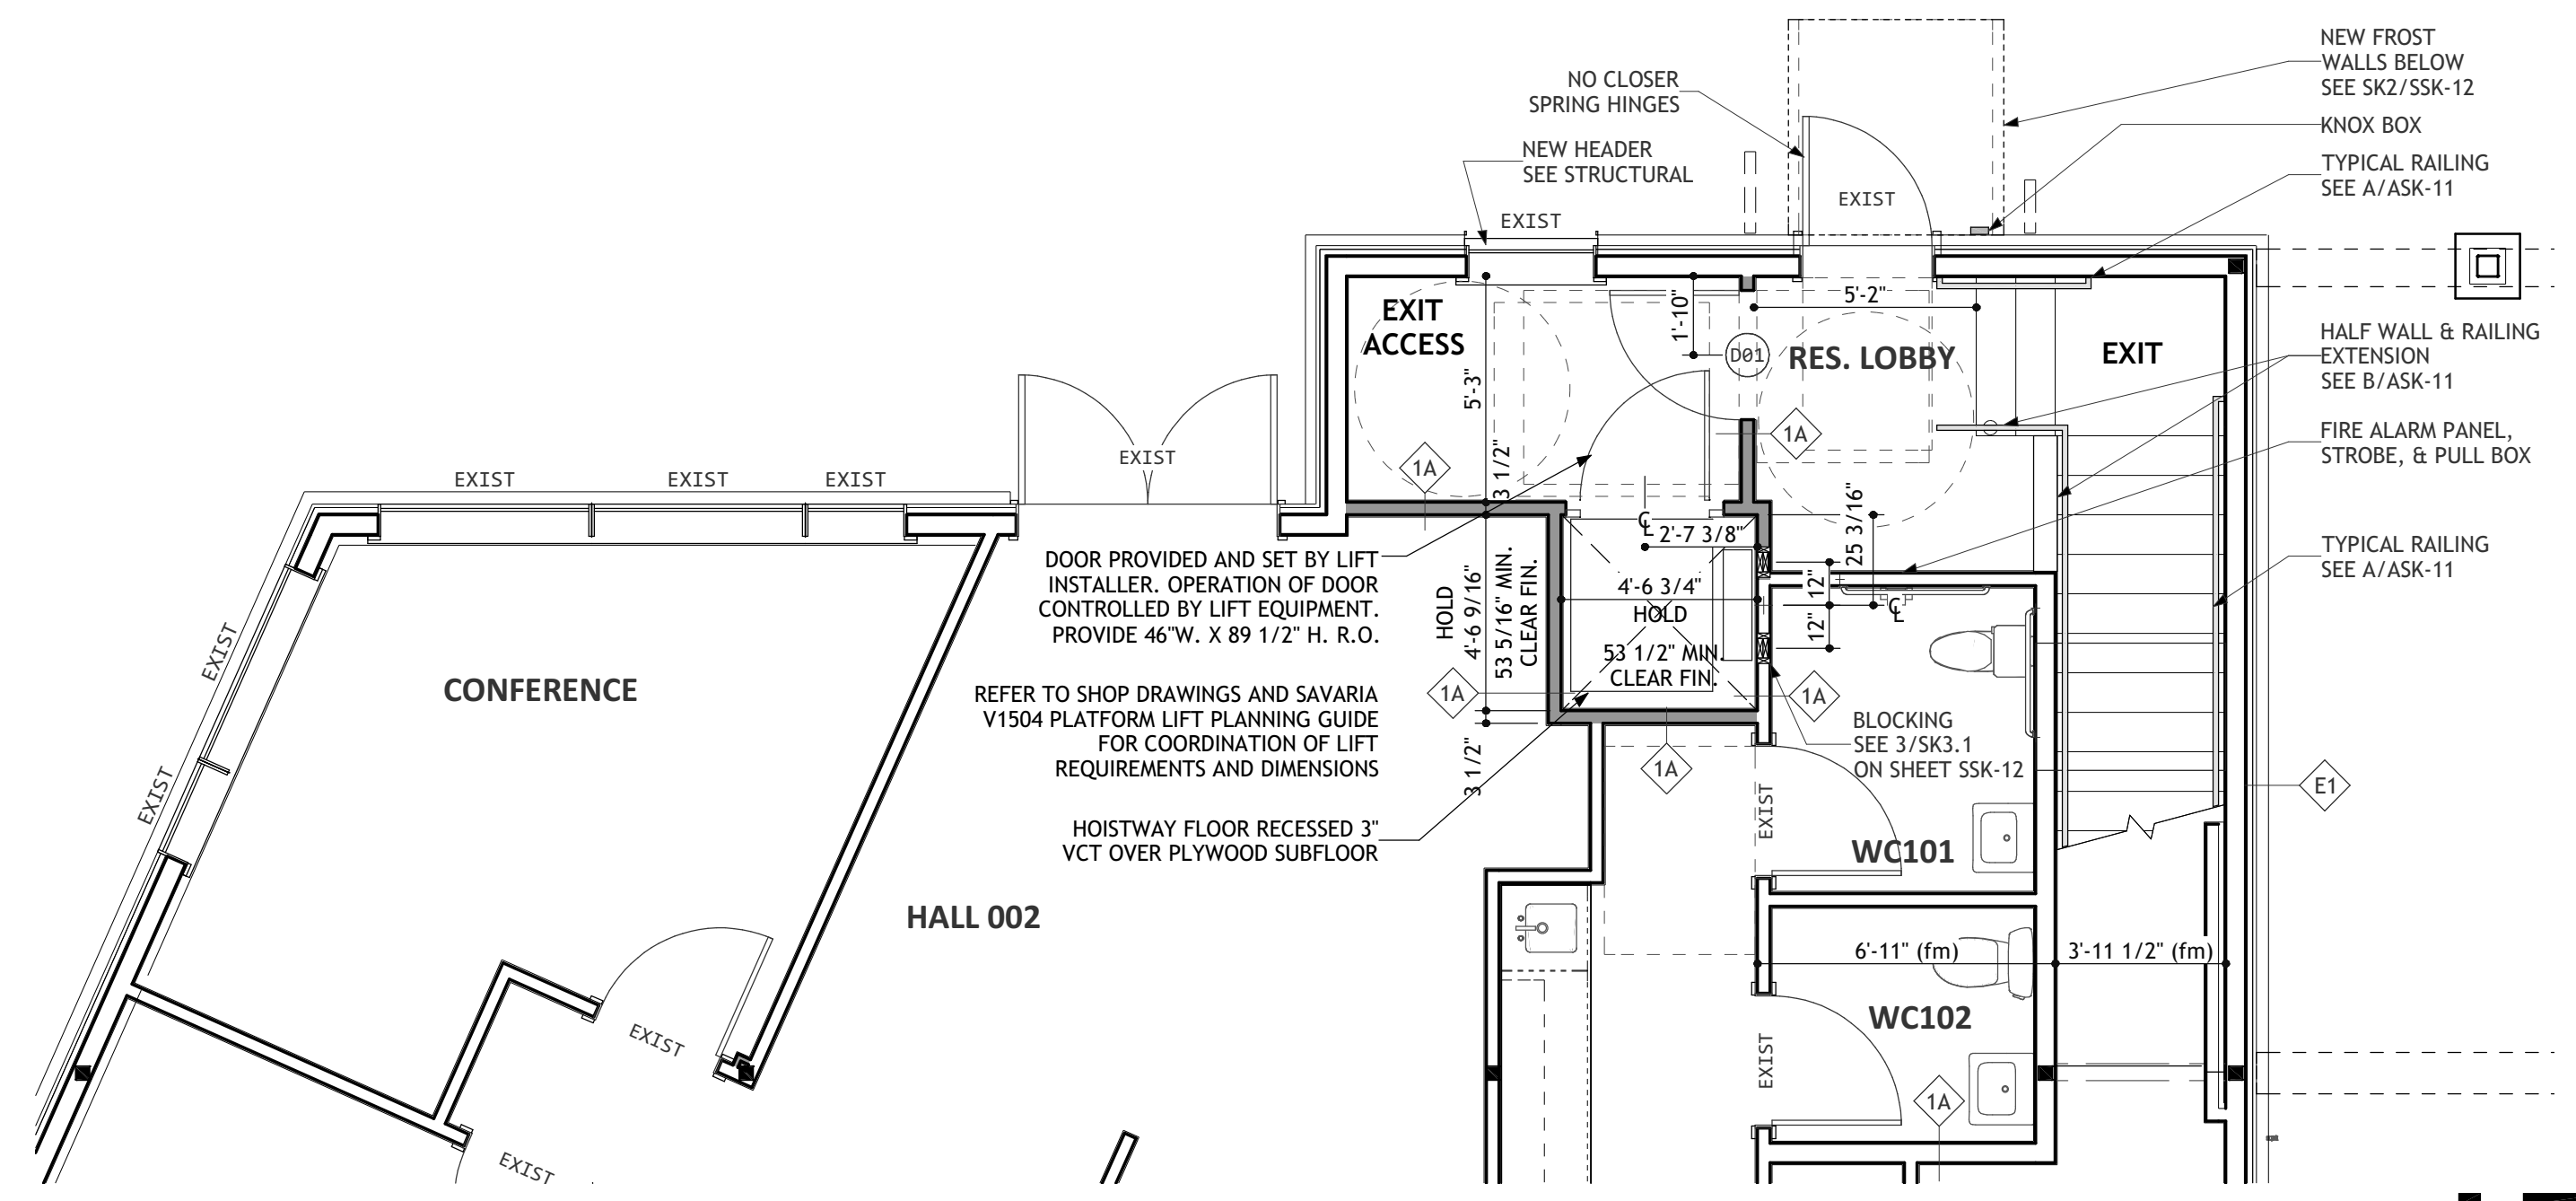 NEW FROST
WALLS BELOW
SEE SK2/SSK-12
KNOX BOX
TYPICAL RAILING
SEE A/ASK-11
NO CLOSER
SPRING HINGES
NEW HEADER
SEE STRUCTURAL
EXIST
EXIST
EXIT
ACCESS
1'-10"
5'-2"
D01
RES. LOBBY
EXIT
HALF WALL & RAILING
EXTENSION
SEE B/ASK-11
FIRE ALARM PANEL,
STROBE, & PULL BOX
TYPICAL RAILING
SEE A/ASK-11
5'-3"
3 1/2"
1A
1A
EXIST
EXIST
EXIST
EXIST
EXIST
EXIST
CONFERENCE
DOOR PROVIDED AND SET BY LIFT
INSTALLER. OPERATION OF DOOR
CONTROLLED BY LIFT EQUIPMENT.
PROVIDE 46"W. X 89 1/2" H. R.O.
REFER TO SHOP DRAWINGS AND SAVARIA
V1504 PLATFORM LIFT PLANNING GUIDE
FOR COORDINATION OF LIFT
REQUIREMENTS AND DIMENSIONS
HOISTWAY FLOOR RECESSED 3"
VCT OVER PLYWOOD SUBFLOOR
HOLD
4'-6 9/16"
53 5/16" MIN.
CLEAR FIN.
3 1/2"
CL
2'-7 3/8"
4'-6 3/4"
HOLD
53 1/2" MIN.
CLEAR FIN.
25 3/16"
12"
12"
CL
1A
1A
1A
BLOCKING
SEE 3/SK3.1
ON SHEET SSK-12
E1
EXIST
WC101
HALL 002
6'-11" (fm)
3'-11 1/2" (fm)
WC102
EXIST
1A
EXIST
EXIST